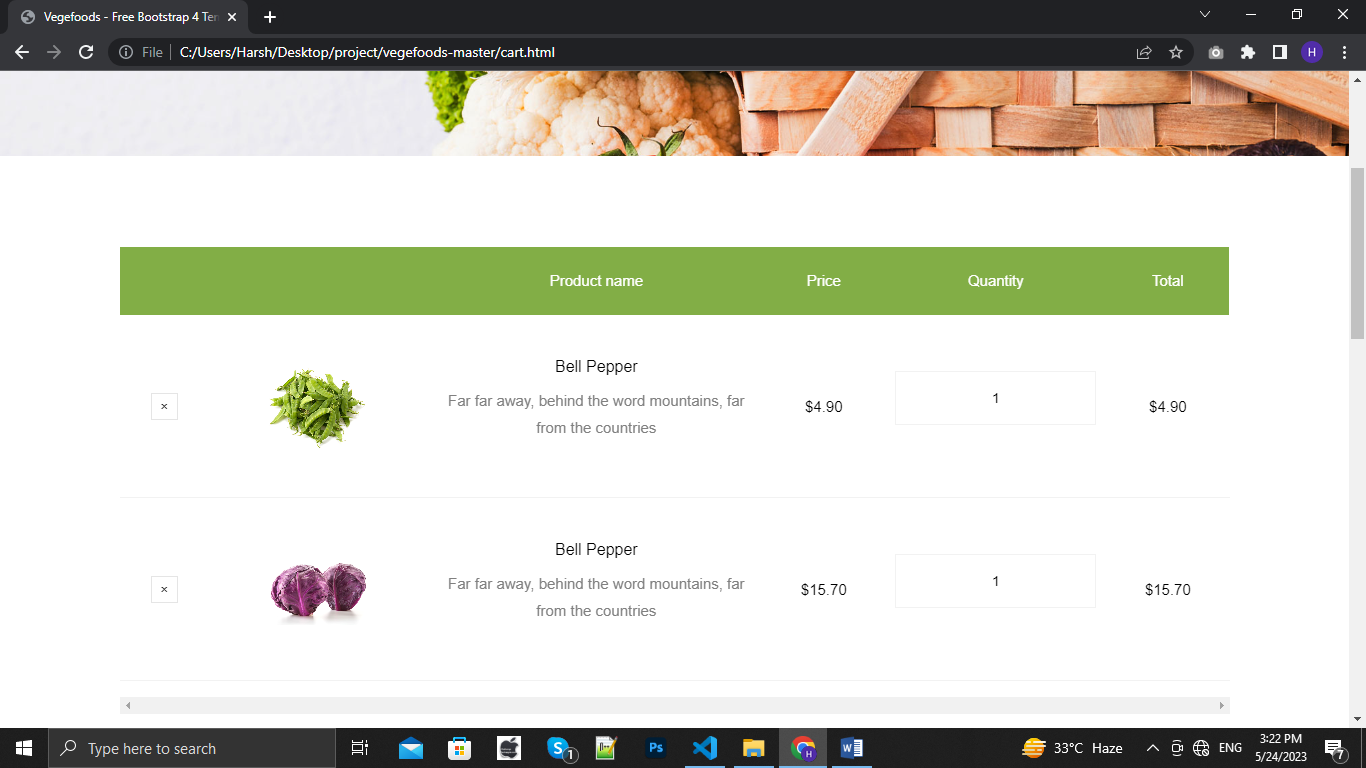 Vegefoods - Free Bootstrap 4 Ten
File
C:/Users/Harsh/Desktop/project/vegefoods-master/cart.html
H
Product name Price Quantity Total
×
Bell Pepper
Far far away, behind the word mountains, far
from the countries
$4.90 1 $4.90
×
Bell Pepper
Far far away, behind the word mountains, far
from the countries
$15.70 1 $15.70
Type here to search
S 1
Ps
H
W
33°C Haze
ENG
3:22 PM
5/24/2023
7